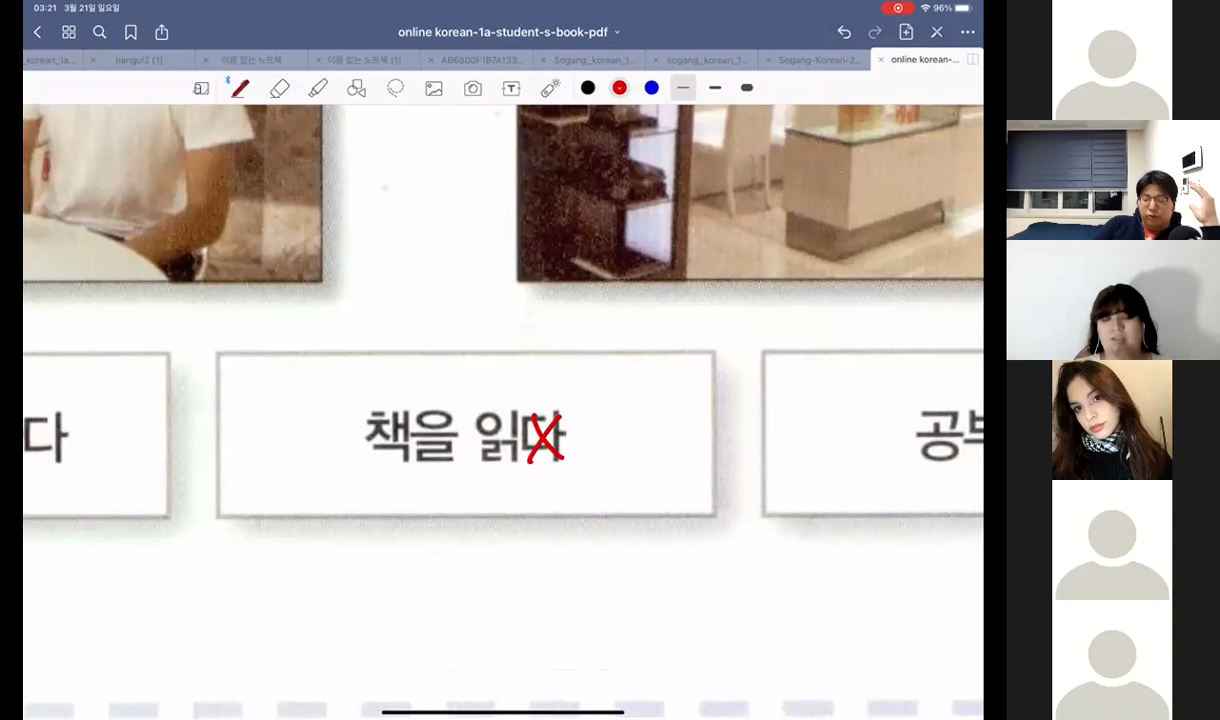 03:21 3월 21일 일요일
96%
online korean-1a-student-s-book-pdf
_korean_1a...
hangul2 (1)
이름 없는 노트북
이름 없는 노트북 (1)
AB6800F1B7A133...
Sogang_korean_1...
sogang_korean_1...
Sogang-Korean-2...
online korean-...
T
다
책을 읽다
공부